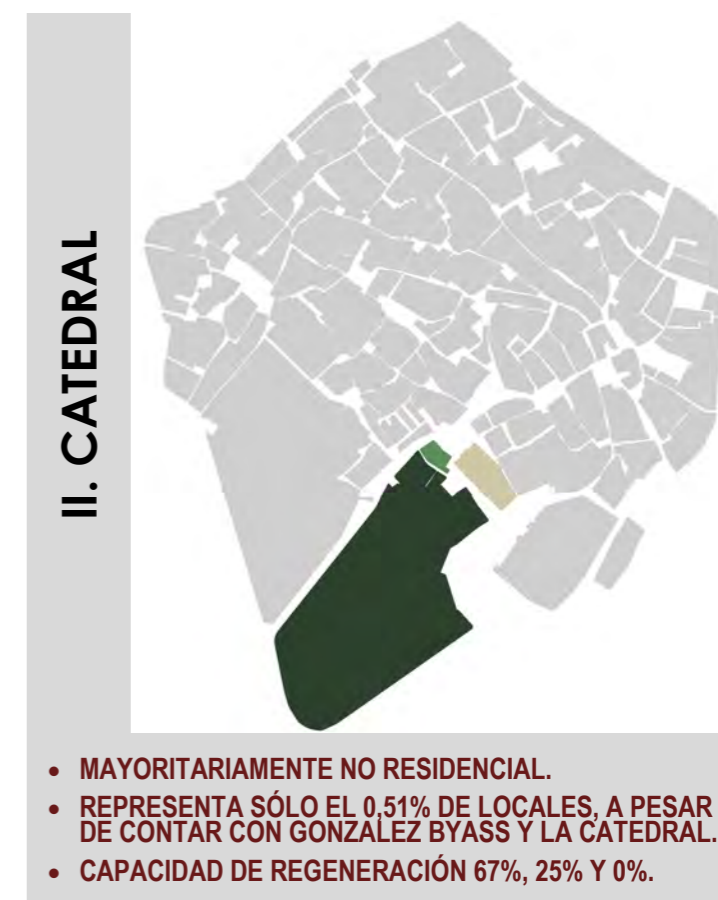 II. CATEDRAL
• MAYORITARIAMENTE NO RESIDENCIAL.
• REPRESENTA SÓLO EL 0,51% DE LOCALES, A PESAR
DE CONTAR CON GONZALEZ BYASS Y LA CATEDRAL.
• CAPACIDAD DE REGENERACIÓN 67%, 25% Y 0%.